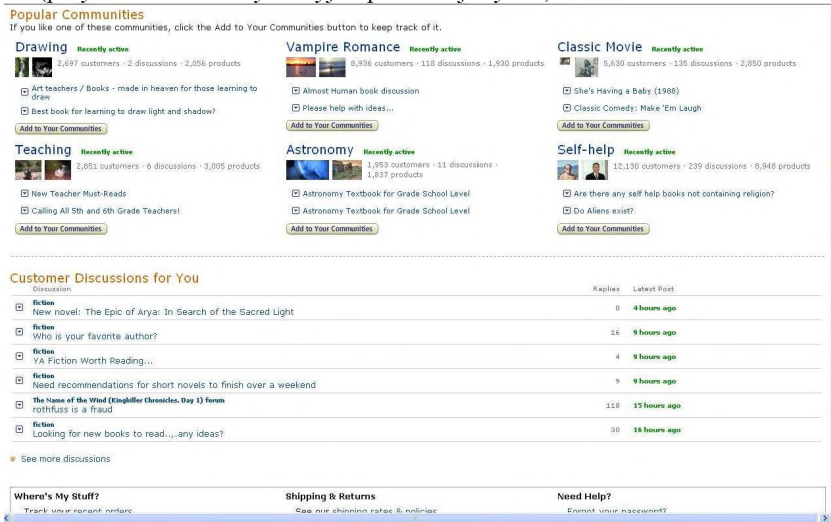 Popular Communities
If you like one of these communities, click the Add to Your Communities button to keep track of it.
Drawing Recently active
2,697 customers · 2 discussions · 2,056 products
Art teachers / Books - made in heaven for those learning to
draw
Best book for learning to draw light and shadow?
Add to Your Communities
Vampire Romance Recently active
8,936 customers · 118 discussions · 1,930 products
Almost Human book discussion
Please help with ideas...
Add to Your Communities
Classic Movie Recently active
5,630 customers · 135 discussions · 2,850 products
She's Having a Baby (1988)
Classic Comedy: Make 'Em Laugh
Add to Your Communities
Teaching Recently active
2,851 customers · 6 discussions · 3,005 products
New Teacher Must-Reads
Calling All 5th and 6th Grade Teachers!
Add to Your Communities
Astronomy Recently active
1,953 customers · 11 discussions ·
1,837 products
Astronomy Textbook for Grade School Level
Astronomy Textbook for Grade School Level
Add to Your Communities
Self-help Recently active
12,130 customers · 239 discussions · 8,948 products
Are there any self help books not containing religion?
Do Aliens exist?
Add to Your Communities
Customer Discussions for You
Discussion Replies Latest Post
fiction
New novel: The Epic of Arya: In Search of the Sacred Light 0 4 hours ago
fiction
Who is your favorite author? 16 9 hours ago
fiction
YA Fiction Worth Reading... 4 9 hours ago
fiction
Need recommendations for short novels to finish over a weekend 9 9 hours ago
The Name of the Wind (Kingkiller Chronicles, Day 1) forum
rothfuss is a fraud 118 15 hours ago
fiction
Looking for new books to read..,.any ideas? 30 16 hours ago
See more discussions
Where's My Stuff? Shipping & Returns Need Help?
Track your recent orders See our shipping rates & policies Forgot your password?